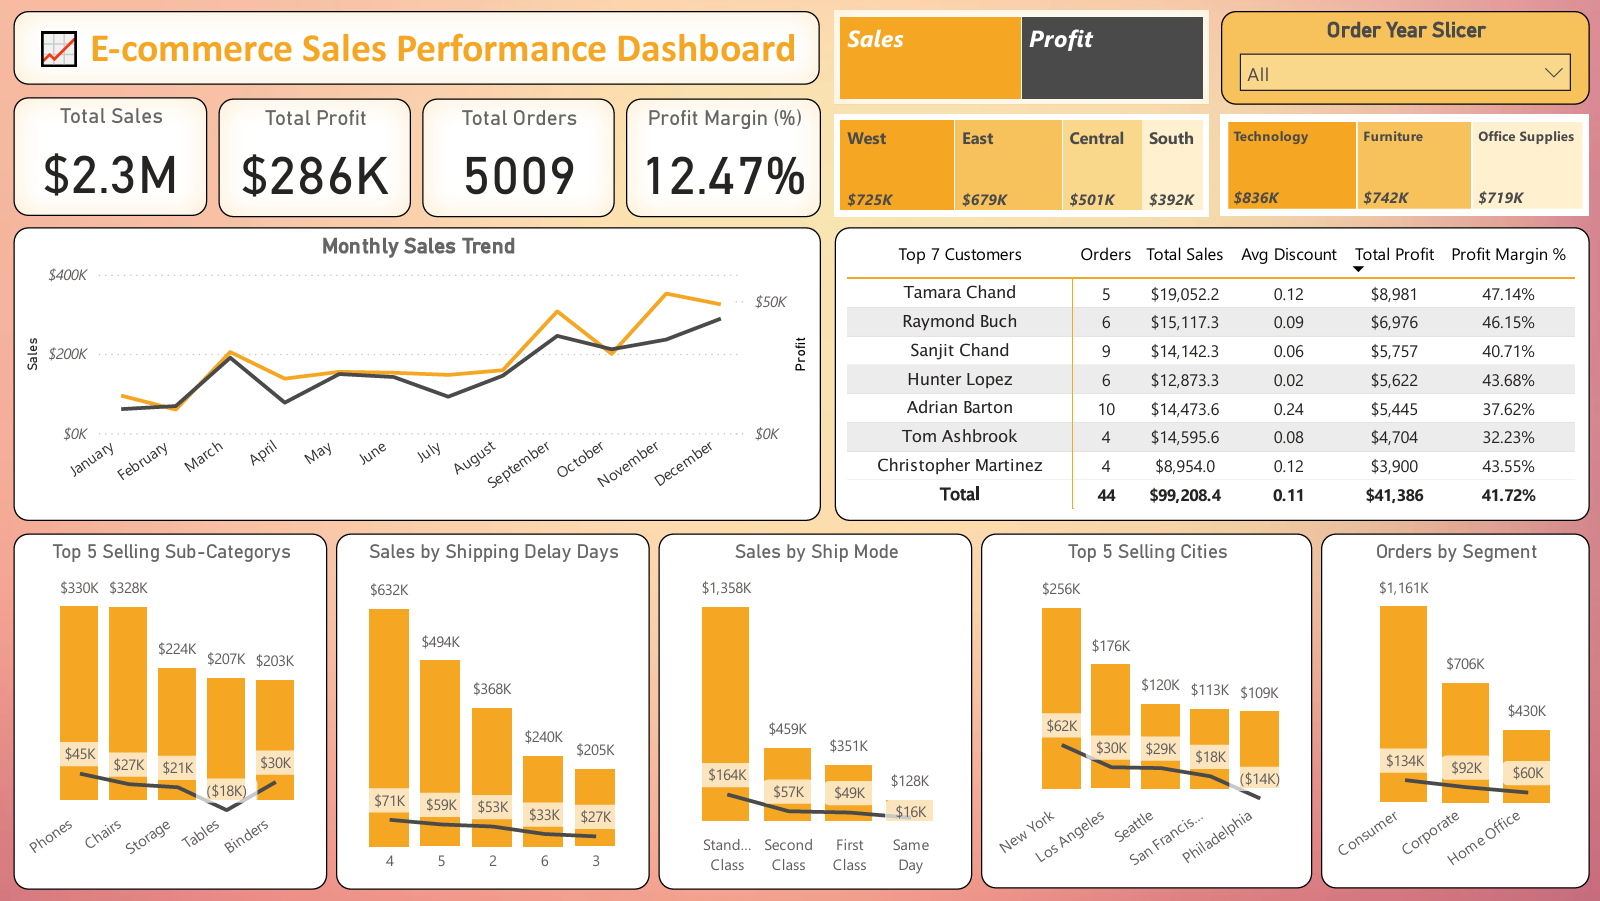 E-commerce Sales Performance Dashboard
Sales
Profit
Order Year Slicer
All
Total Sales
$2.3M
Total Profit
$286K
Total Orders
5009
Profit Margin (%)
12.47%
West
East
Central
South
$725K
$679K
$501K
$392K
Technology
Furniture
Office Supplies
$836K
$742K
$719K
Monthly Sales Trend
$400K
$200K
$0K
Sales
$50K
$0K
Profit
January
February
March
April
May
June
July
August
September
October
November
December
Top 7 Customers Orders Total Sales Avg Discount Total Profit Profit Margin %
Tamara Chand 5 $19,052.2 0.12 $8,981 47.14%
Raymond Buch 6 $15,117.3 0.09 $6,976 46.15%
Sanjit Chand 9 $14,142.3 0.06 $5,757 40.71%
Hunter Lopez 6 $12,873.3 0.02 $5,622 43.68%
Adrian Barton 10 $14,473.6 0.24 $5,445 37.62%
Tom Ashbrook 4 $14,595.6 0.08 $4,704 32.23%
Christopher Martinez 4 $8,954.0 0.12 $3,900 43.55%
Total 44 $99,208.4 0.11 $41,386 41.72%
Top 5 Selling Sub-Categorys
$330K
$328K
$224K
$207K
$203K
$45K
$27K
$21K
($18K)
$30K
Phones
Chairs
Storage
Tables
Binders
Sales by Shipping Delay Days
$632K
$494K
$368K
$240K
$205K
$71K
$59K
$53K
$33K
$27K
4
5
2
6
3
Sales by Ship Mode
$1,358K
$459K
$351K
$128K
$164K
$57K
$49K
$16K
Stand...
Class
Second
Class
First
Class
Same
Day
Top 5 Selling Cities
$256K
$176K
$120K
$113K
$109K
$62K
$30K
$29K
$18K
($14K)
New York
Los Angeles
Seattle
San Francis...
Philadelphia
Orders by Segment
$1,161K
$706K
$430K
$134K
$92K
$60K
Consumer
Corporate
Home Office